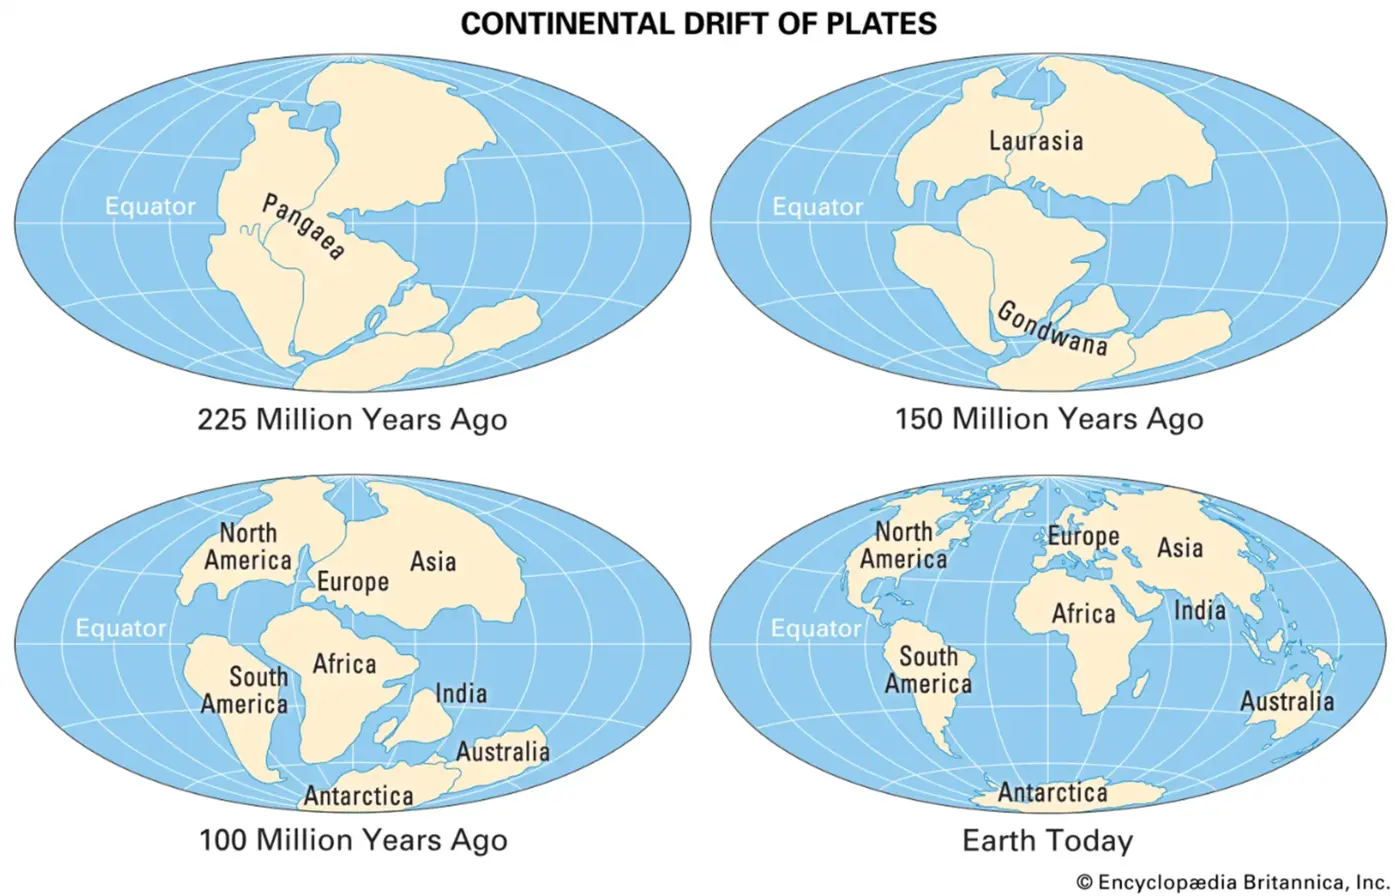 CONTINENTAL DRIFT OF PLATES
Equator
Pangaea
225 Million Years Ago
Laurasia
Equator
Gondwana
150 Million Years Ago
North
America
Asia
Europe
Equator
Africa
South
America
India
Australia
Antarctica
100 Million Years Ago
North
America
Europe
Asia
Africa
India
Equator
South
America
Australia
Antarctica
Earth Today
© Encyclopædia Britannica, Inc.